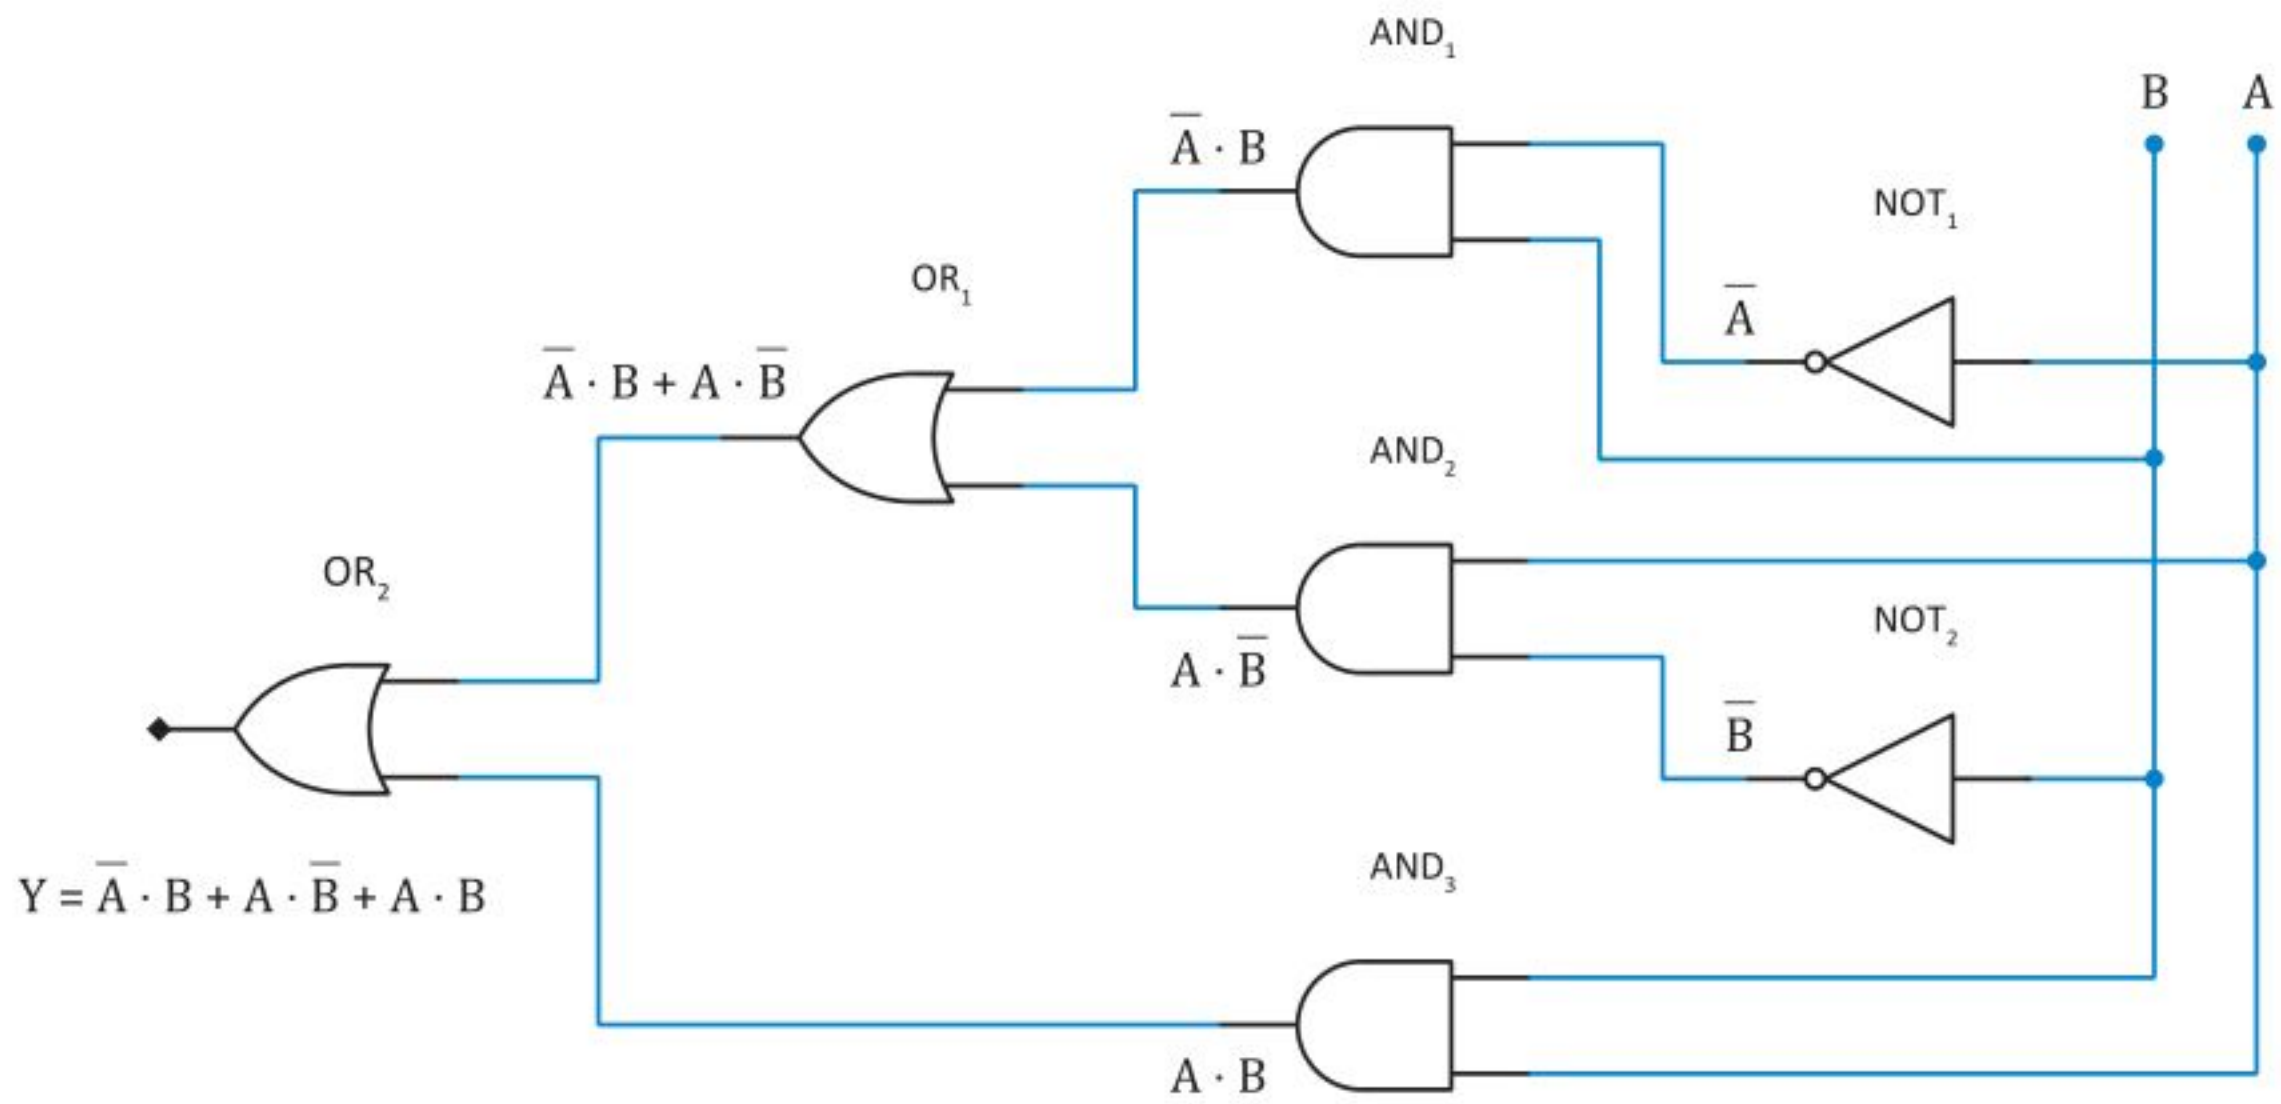 AND₁
B A
A̅ · B
NOT₁
OR₁
A̅
A̅ · B + A · B̅
AND₂
OR₂
NOT₂
A · B̅
B̅
AND₃
Y = A̅ · B + A · B̅ + A · B
A · B